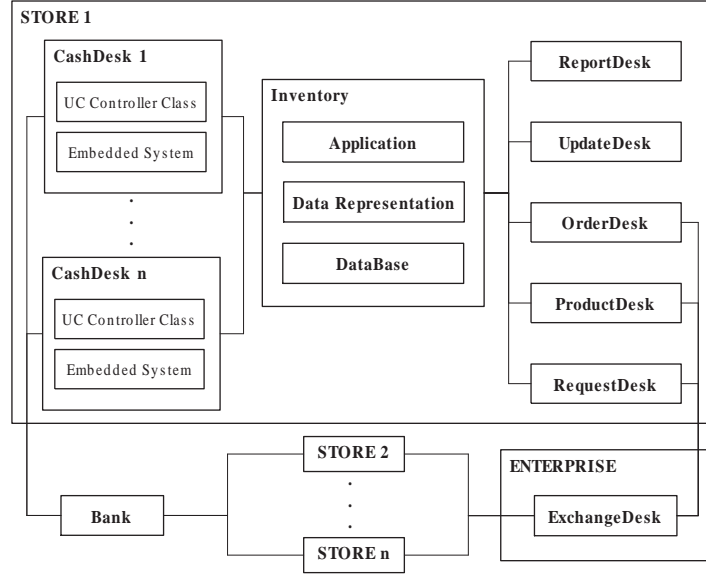 STORE 1
CashDesk 1
UC Controller Class
Embedded System
CashDesk n
UC Controller Class
Embedded System
Inventory
Application
Data Representation
DataBase
ReportDesk
UpdateDesk
OrderDesk
ProductDesk
RequestDesk
Bank
STORE 2
STORE n
ENTERPRISE
ExchangeDesk